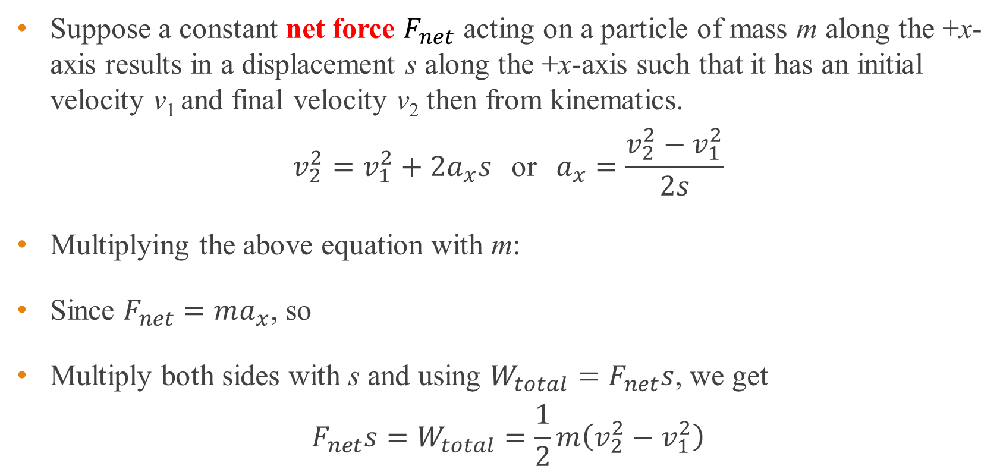 • Suppose a constant net force $F_{net}$ acting on a particle of mass m along the +x-
axis results in a displacement s along the +x-axis such that it has an initial
velocity $v_1$ and final velocity $v_2$ then from kinematics.
$v_2^2 = v_1^2 + 2a_x s$ or $a_x = \frac{v_2^2 - v_1^2}{2s}$
• Multiplying the above equation with m:
• Since $F_{net} = ma_x$, so
• Multiply both sides with s and using $W_{total} = F_{net}s$, we get
$F_{net}s = W_{total} = \frac{1}{2}m(v_2^2 - v_1^2)$